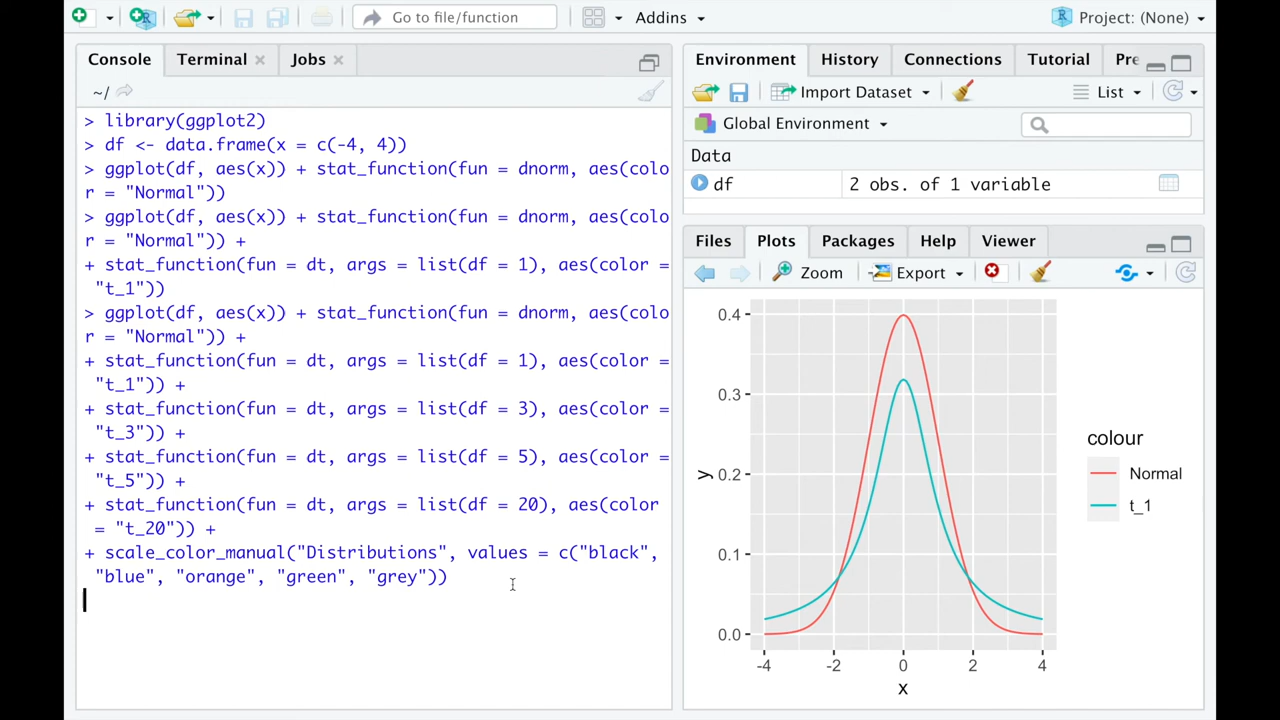 Go to file/function
Addins
Project: (None)
Console
Terminal
Jobs
~/
> library(ggplot2)
> df <- data.frame(x = c(-4, 4))
> ggplot(df, aes(x)) + stat_function(fun = dnorm, aes(colo
r = "Normal"))
> ggplot(df, aes(x)) + stat_function(fun = dnorm, aes(colo
r = "Normal")) +
+ stat_function(fun = dt, args = list(df = 1), aes(color =
"t_1"))
> ggplot(df, aes(x)) + stat_function(fun = dnorm, aes(colo
r = "Normal")) +
+ stat_function(fun = dt, args = list(df = 1), aes(color =
"t_1")) +
+ stat_function(fun = dt, args = list(df = 3), aes(color =
"t_3")) +
+ stat_function(fun = dt, args = list(df = 5), aes(color =
"t_5")) +
+ stat_function(fun = dt, args = list(df = 20), aes(color
= "t_20")) +
+ scale_color_manual("Distributions", values = c("black",
"blue", "orange", "green", "grey"))
Environment
History
Connections
Tutorial
Pre
Import Dataset
List
Global Environment
Data
df
2 obs. of 1 variable
Files
Plots
Packages
Help
Viewer
Zoom
Export
0.4
0.3
0.2
0.1
0.0
y
-4
-2
0
2
4
x
colour
Normal
t_1